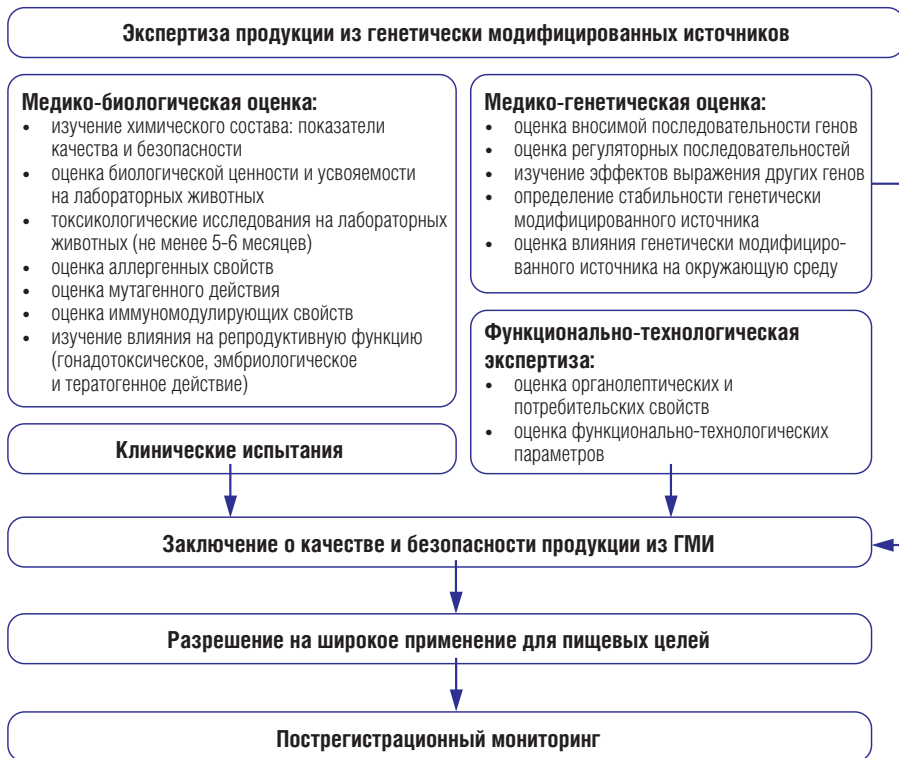 Экспертиза продукции из генетически модифицированных источников
Медико-биологическая оценка:
• изучение химического состава: показатели
качества и безопасности
• оценка биологической ценности и усвояемости
на лабораторных животных
• токсикологические исследования на лабораторных
животных (не менее 5-6 месяцев)
• оценка аллергенных свойств
• оценка мутагенного действия
• оценка иммуномодулирующих свойств
• изучение влияния на репродуктивную функцию
(гонадотоксическое, эмбриологическое
и тератогенное действие)
Клинические испытания
Медико-генетическая оценка:
• оценка вносимой последовательности генов
• оценка регуляторных последовательностей
• изучение эффектов выражения других генов
• определение стабильности генетически
модифицированного источника
• оценка влияния генетически модифициро-
ванного источника на окружающую среду
Функционально-технологическая
экспертиза:
• оценка органолептических и
потребительских свойств
• оценка функционально-технологических
параметров
Заключение о качестве и безопасности продукции из ГМИ
Разрешение на широкое применение для пищевых целей
Пострегистрационный мониторинг